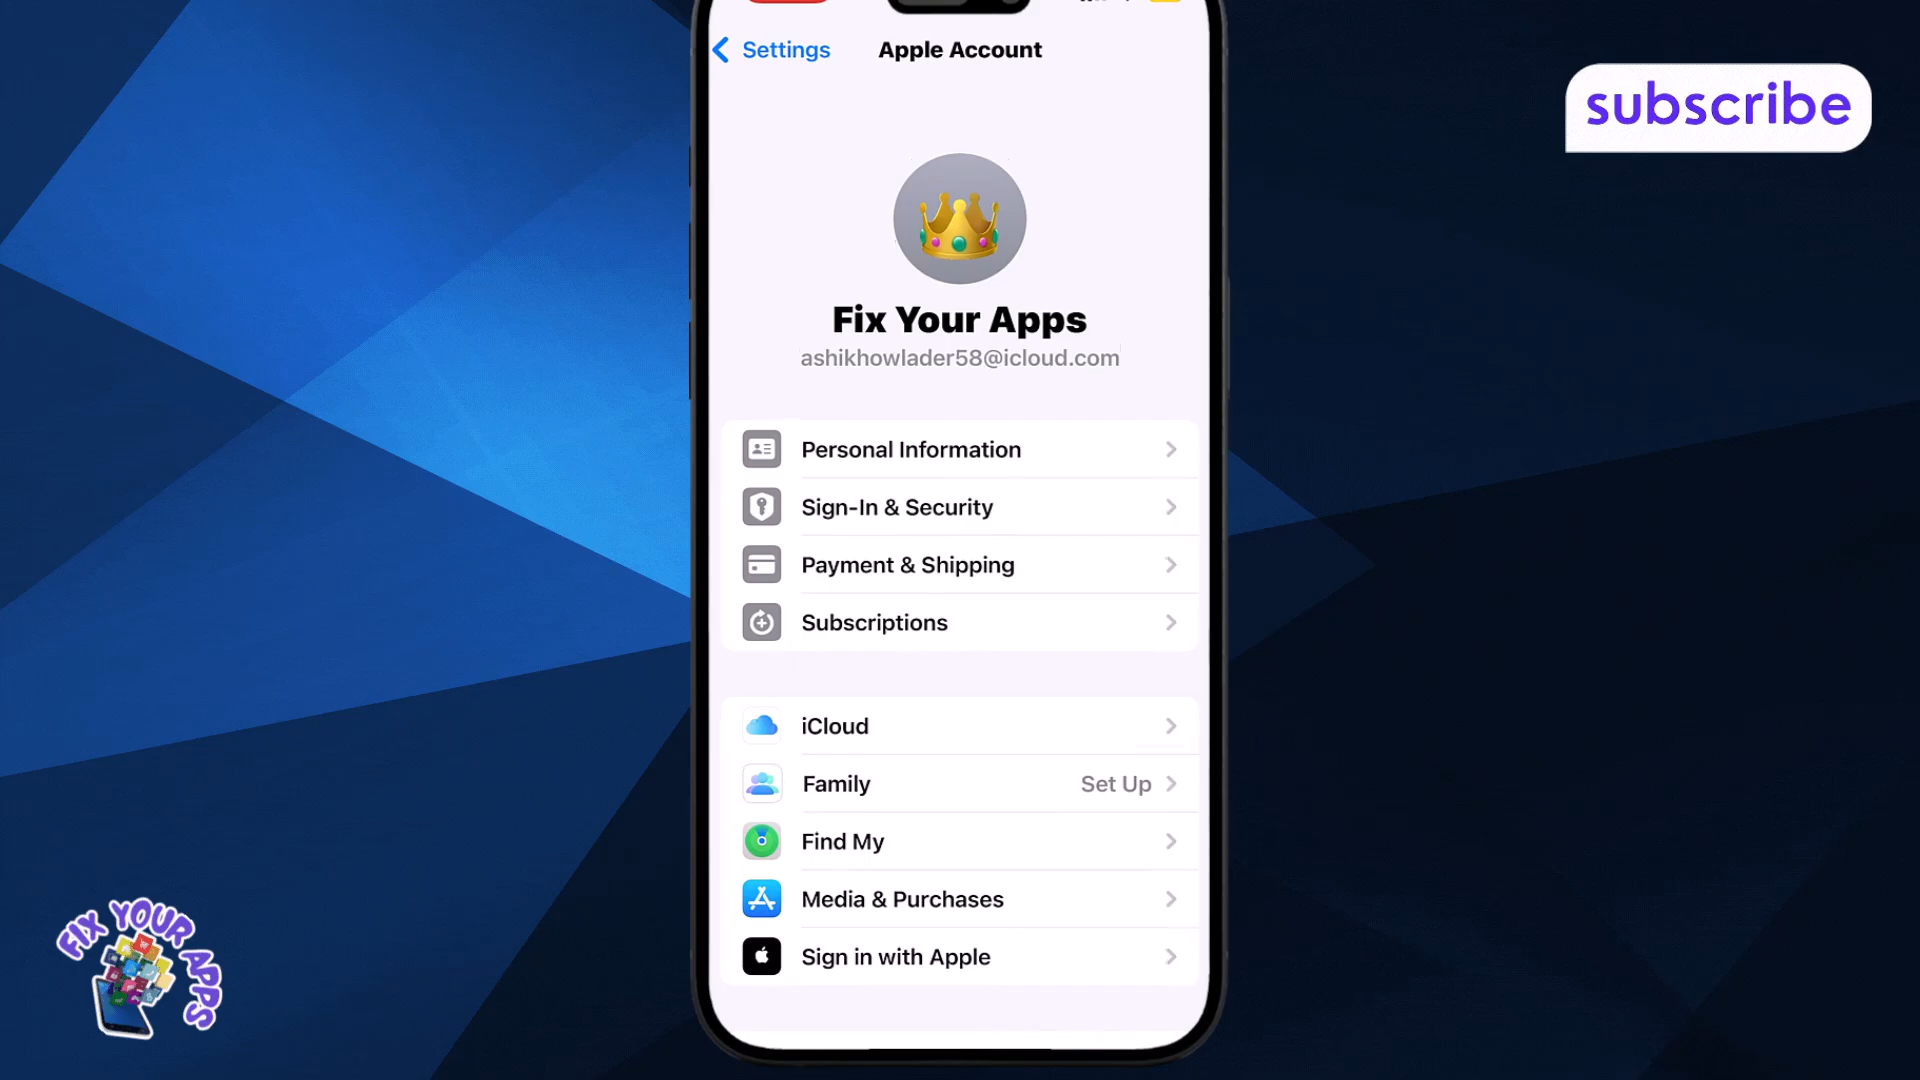 Settings
Apple Account
subscribe
Fix Your Apps
ashikhowlader58@icloud.com
Personal Information
Sign-In & Security
Payment & Shipping
Subscriptions
iCloud
Family Set Up
Find My
Media & Purchases
Sign in with Apple
FIX YOUR APPS